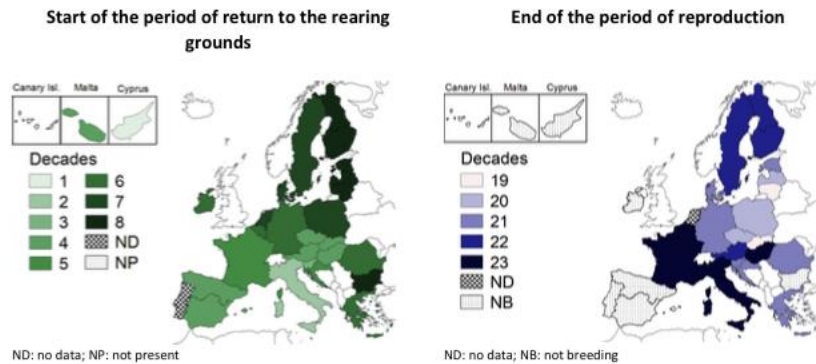 Start of the period of return to the rearing
grounds
Canary Isl.
Malta
Cyprus
Decades
1
2
3
4
5
6
7
8
ND
NP
ND: no data; NP: not present
End of the period of reproduction
Canary Isl.
Malta
Cyprus
Decades
19
20
21
22
23
ND
NB
ND: no data; NB: not breeding